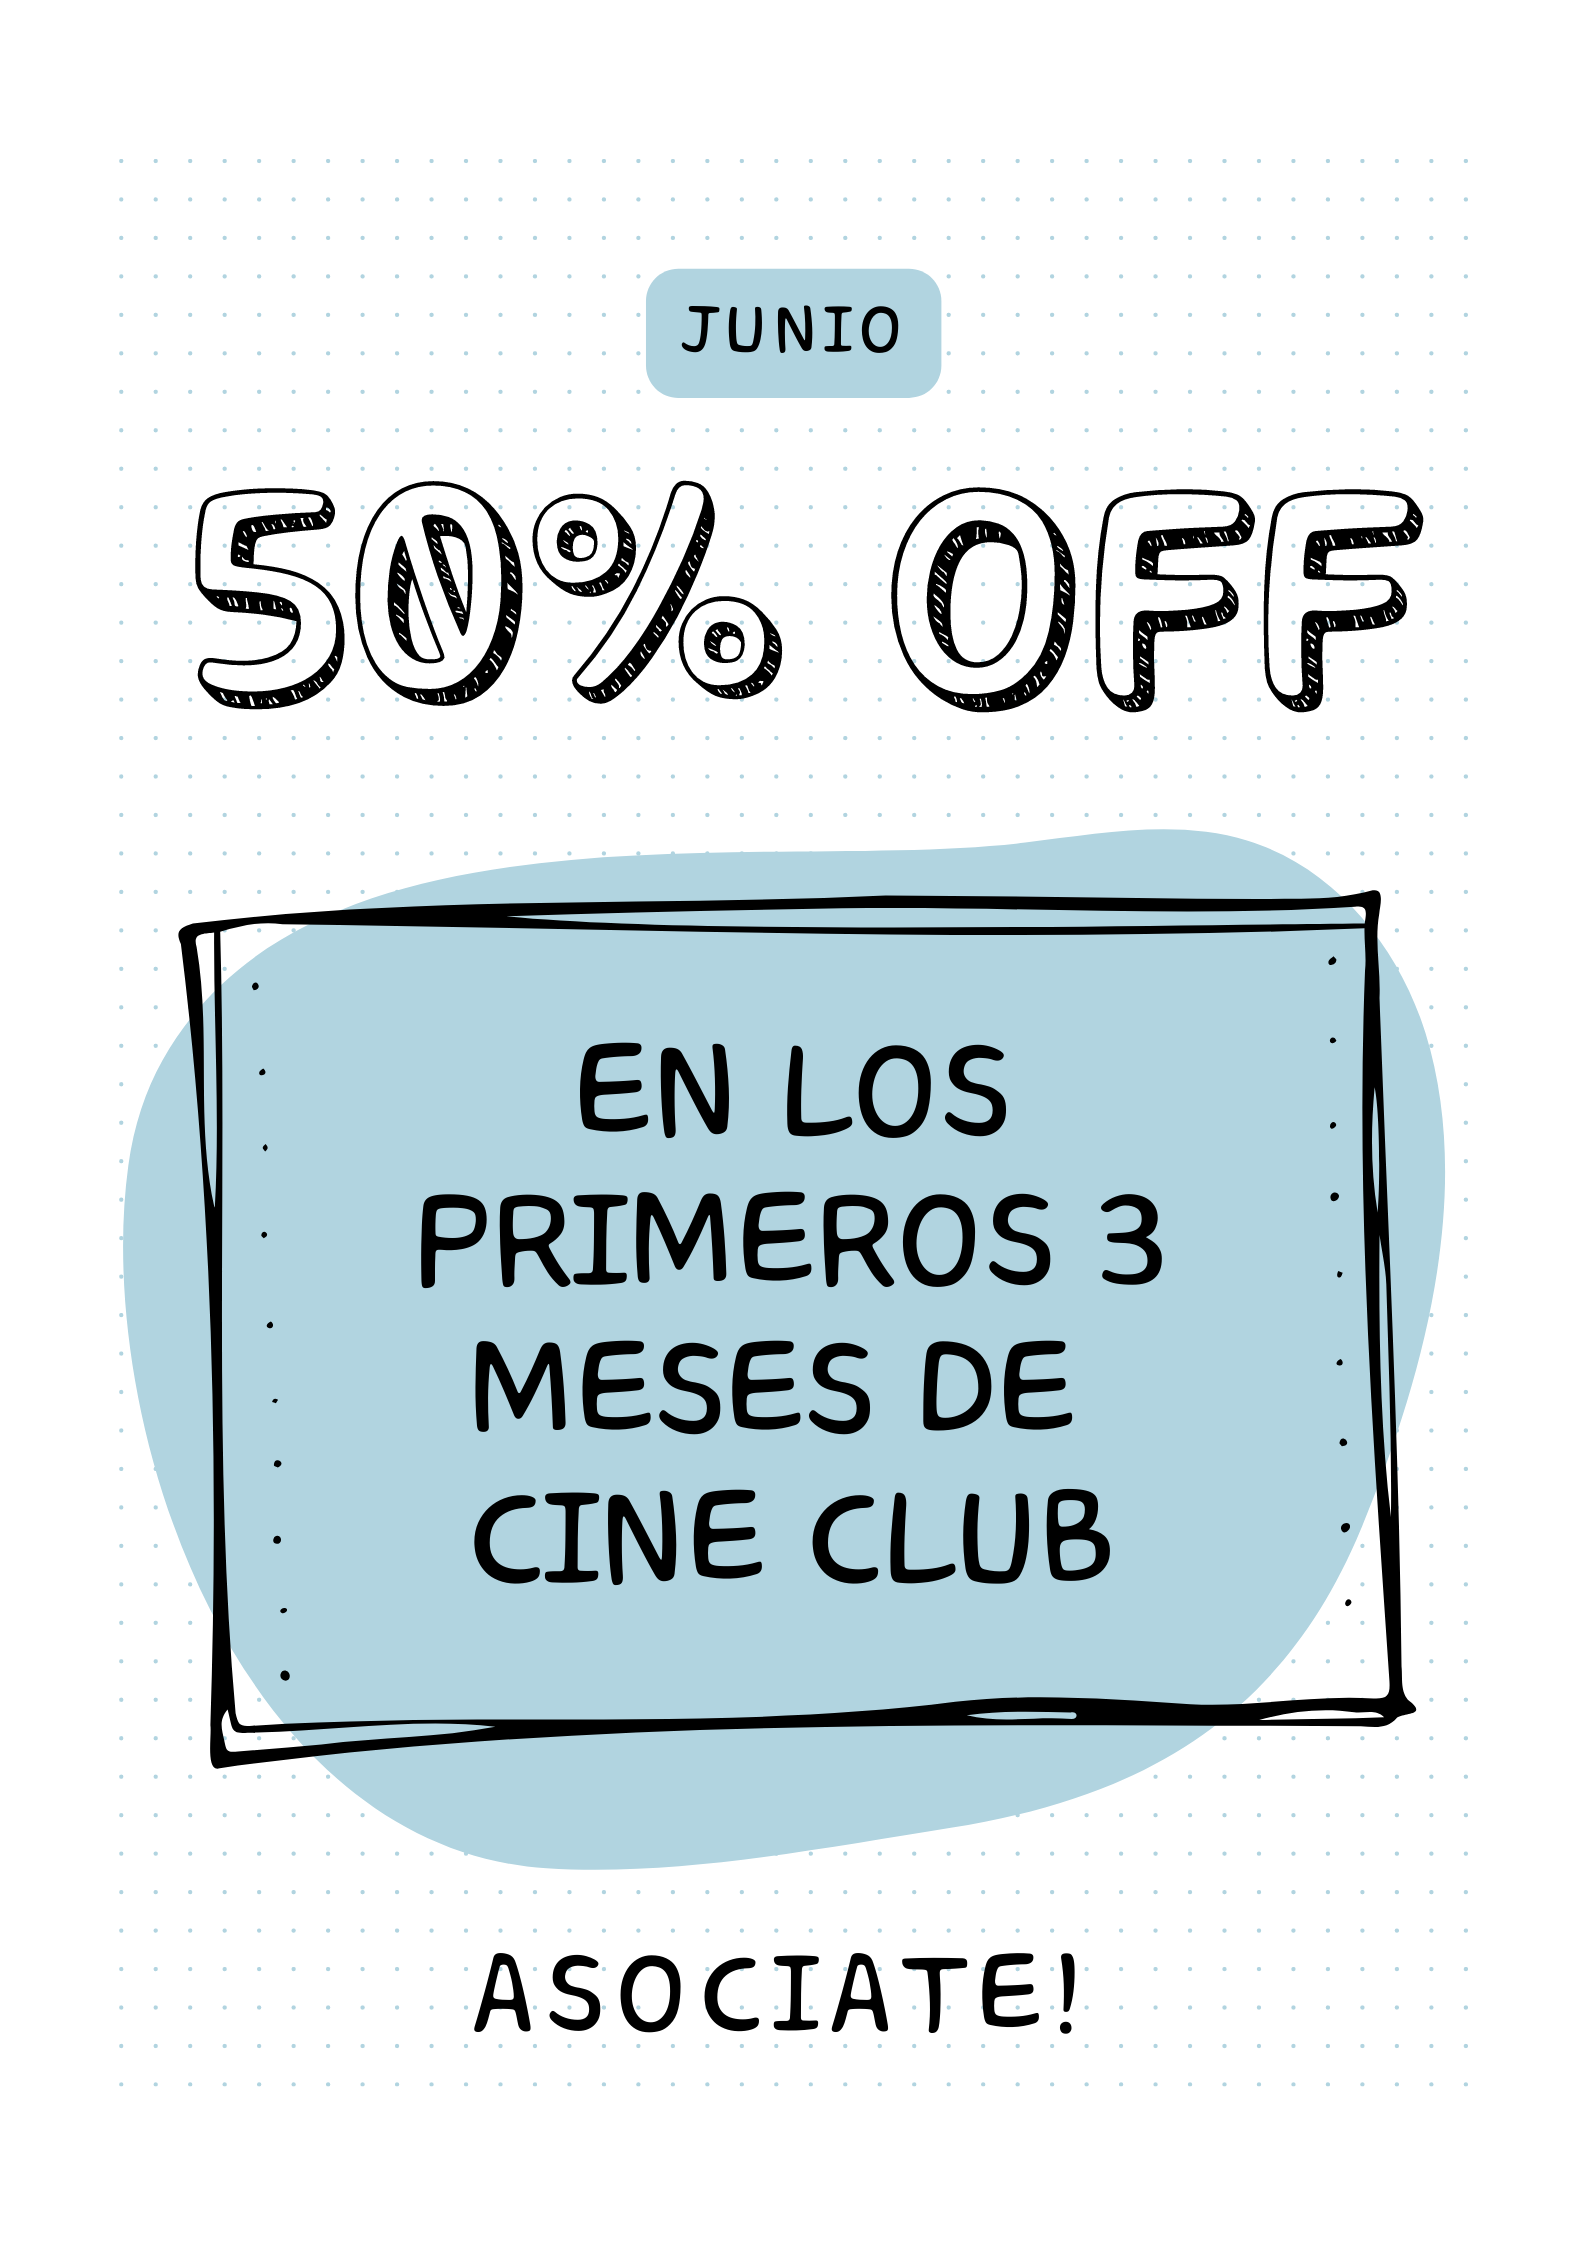 JUNIO
50% OFF
EN LOS
PRIMEROS 3
MESES DE
CINE CLUB
ASOCIATE!